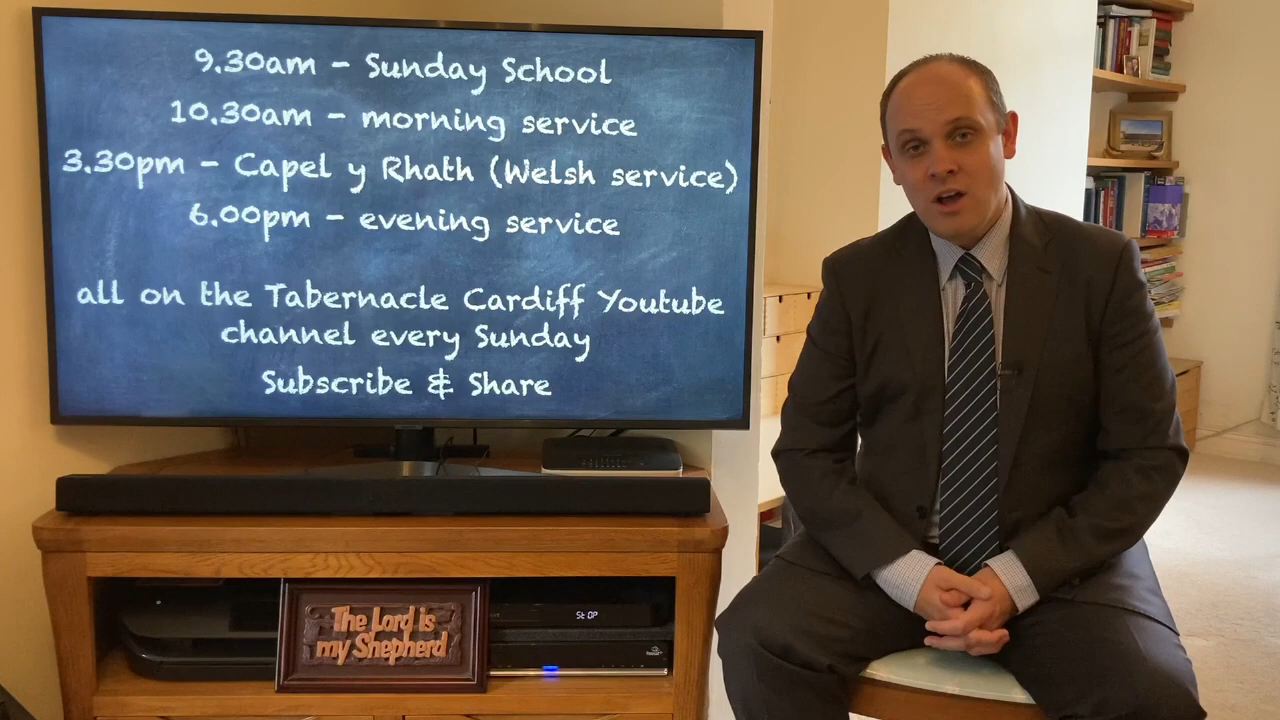 9.30am - Sunday School
10.30am - morning service
3.30pm - Capel y Rhath (Welsh service)
6.00pm - evening service
all on the Tabernacle Cardiff Youtube
channel every Sunday
Subscribe & Share
The Lord is
my Shepherd
StOP